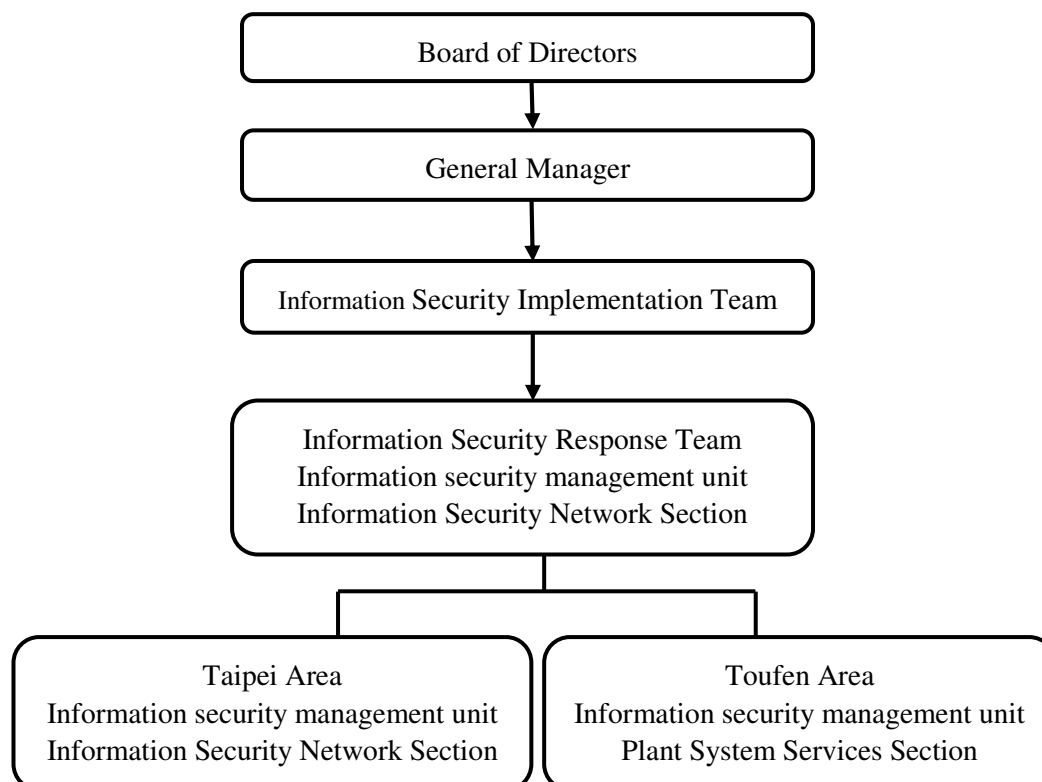 Board of Directors
General Manager
Information Security Implementation Team
Information Security Response Team
Information security management unit
Information Security Network Section
Taipei Area
Information security management unit
Information Security Network Section
Toufen Area
Information security management unit
Plant System Services Section